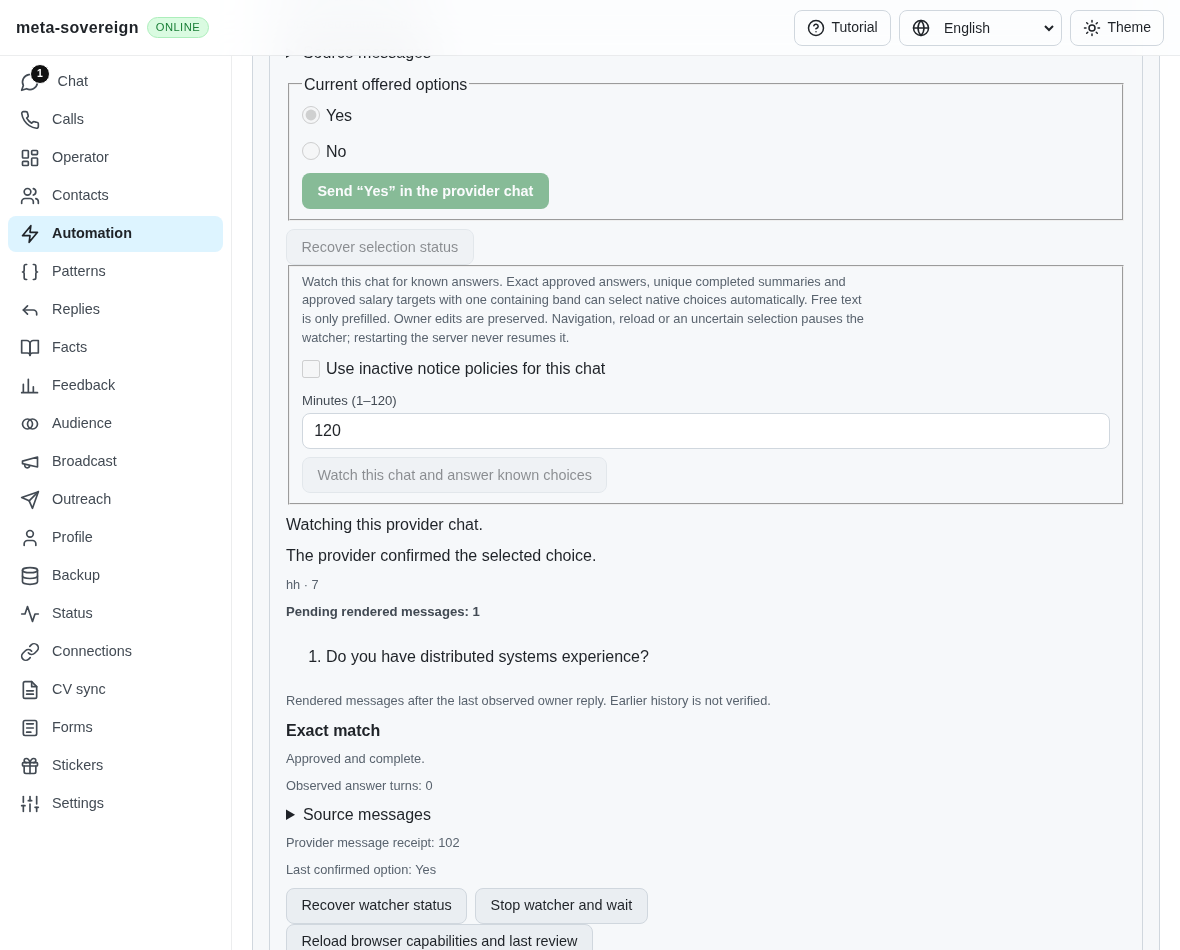 meta-sovereign ONLINE
Tutorial
English
Theme
1
Chat
Calls
Operator
Contacts
Automation
Patterns
Replies
Facts
Feedback
Audience
Broadcast
Outreach
Profile
Backup
Status
Connections
CV sync
Forms
Stickers
Settings
Source messages
Current offered options
Yes
No
Send “Yes” in the provider chat
Recover selection status
Watch this chat for known answers. Exact approved answers, unique completed summaries and
approved salary targets with one containing band can select native choices automatically. Free text
is only prefilled. Owner edits are preserved. Navigation, reload or an uncertain selection pauses the
watcher; restarting the server never resumes it.
Use inactive notice policies for this chat
Minutes (1–120)
120
Watch this chat and answer known choices
Watching this provider chat.
The provider confirmed the selected choice.
hh · 7
Pending rendered messages: 1
1. Do you have distributed systems experience?
Rendered messages after the last observed owner reply. Earlier history is not verified.
Exact match
Approved and complete.
Observed answer turns: 0
Source messages
Provider message receipt: 102
Last confirmed option: Yes
Recover watcher status
Stop watcher and wait
Reload browser capabilities and last review